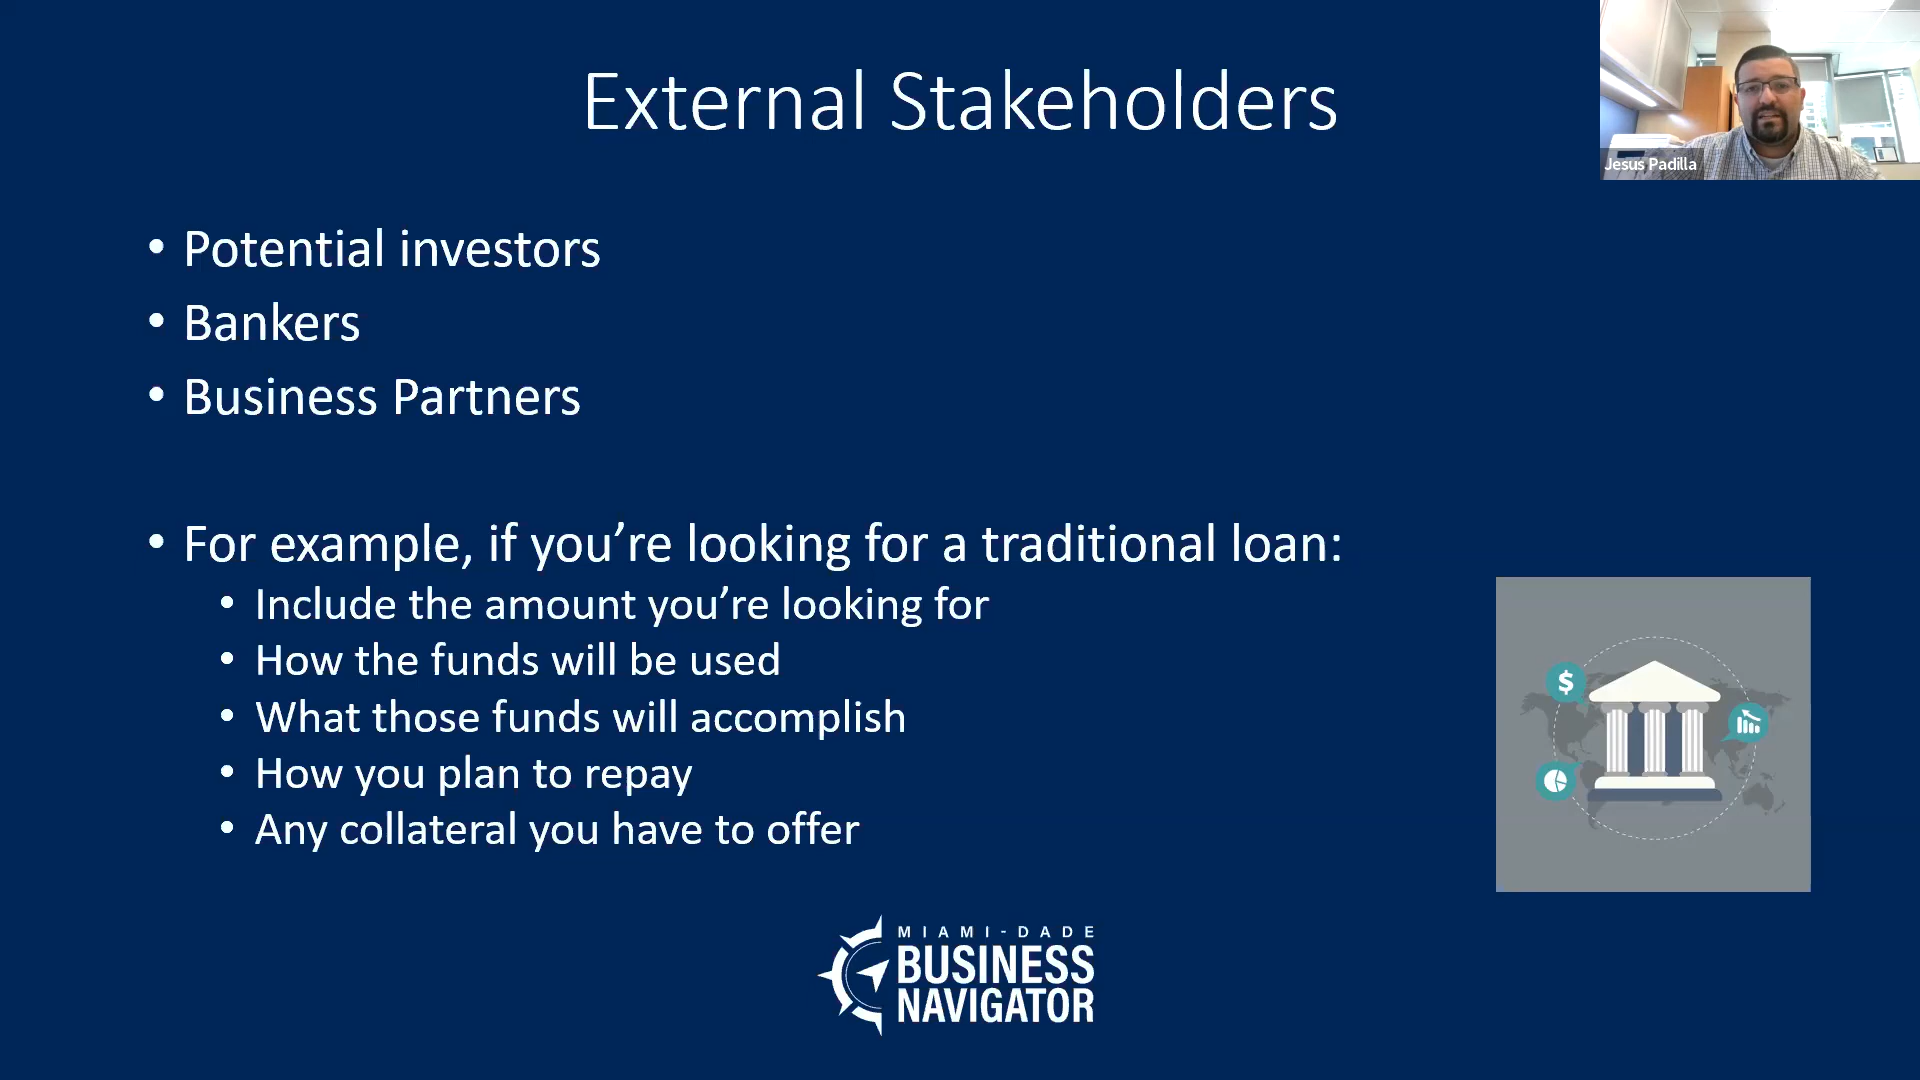 External Stakeholders
Jesus Padilla
• Potential investors
• Bankers
• Business Partners
• For example, if you’re looking for a traditional loan:
• Include the amount you’re looking for
• How the funds will be used
• What those funds will accomplish
• How you plan to repay
• Any collateral you have to offer
$
MIAMI-DADE
BUSINESS
NAVIGATOR